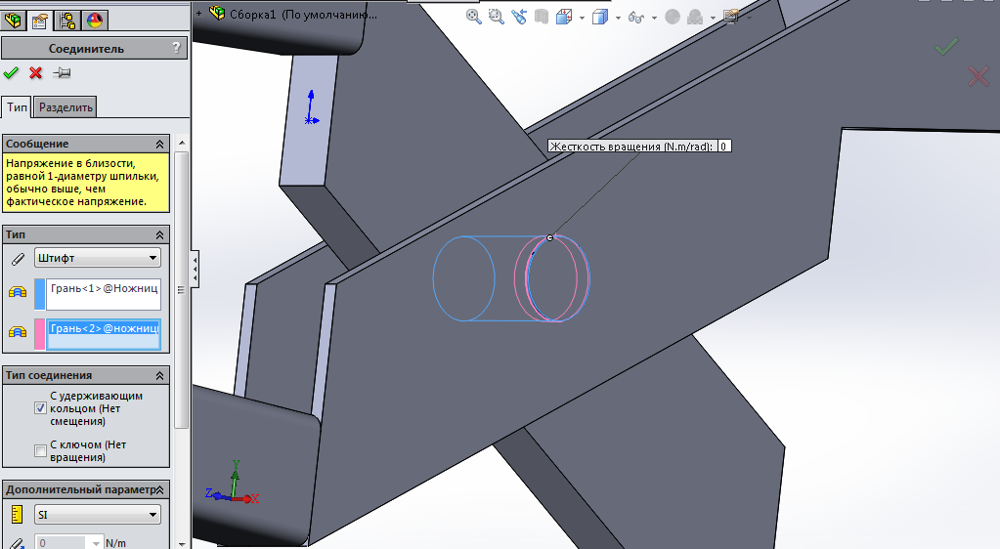 Сборка1 (По умолчанию...
Соединитель
?
Тип
Разделить
Сообщение
Напряжение в близости,
равной 1-диаметру шпильки,
обычно выше, чем
фактическое напряжение.
Тип
Штифт
Грань<1>@Ножниц
Грань<2>@ножниц
Тип соединения
С удерживающим
кольцом (Нет
смещения)
С ключом (Нет
вращения)
Дополнительный параметр
SI
0 N/m
Жесткость вращения (N.m/rad): 0
Y
Z
X